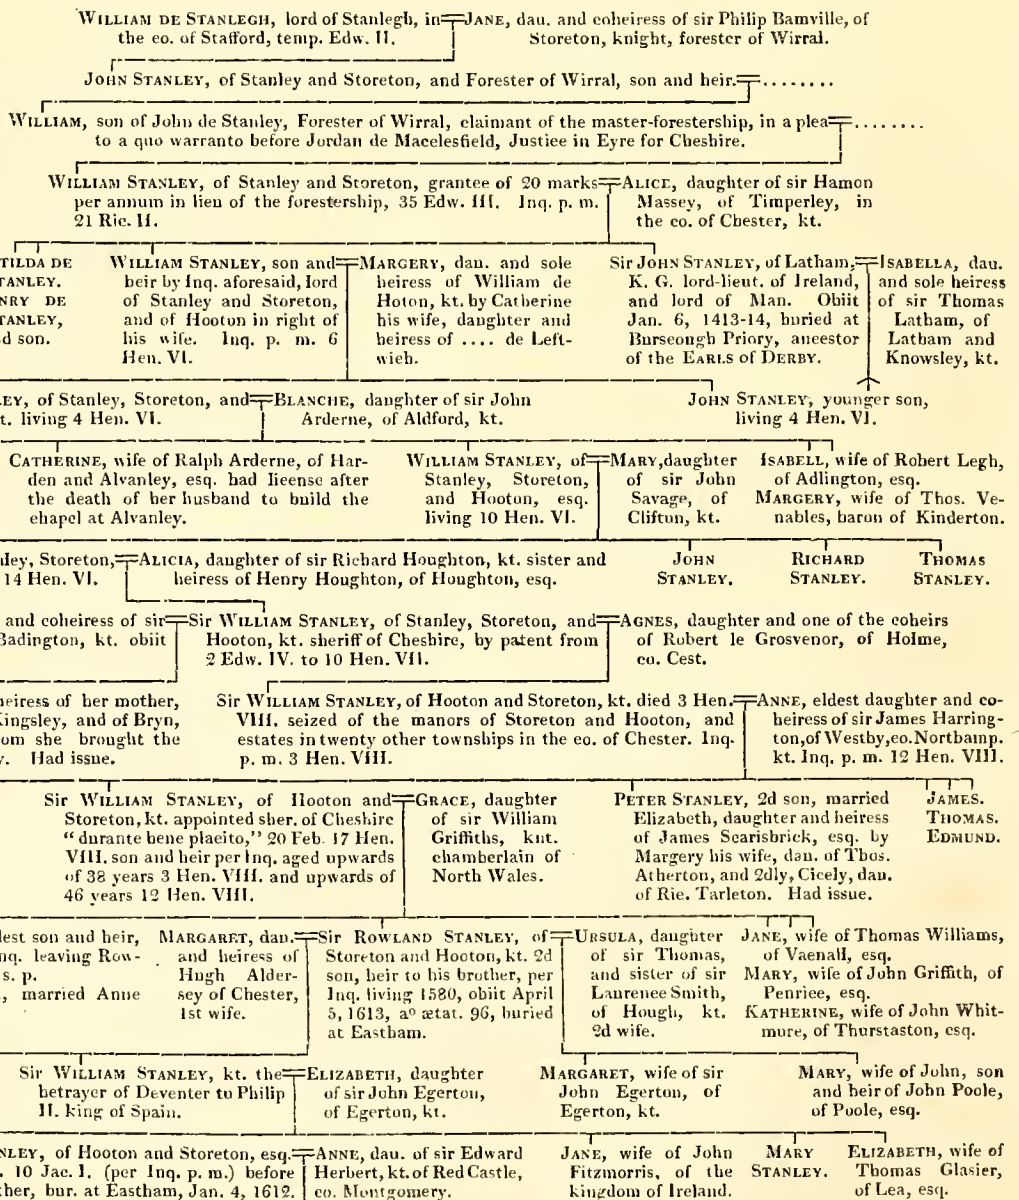 WILLIAM DE STANLEGH, lord of Stanlegh, in=JANE, dau. and coheiress of sir Philip Bamville, of
the co. of Stafford, temp. Edw. II.
Storeton, knight, forester of Wirral.
JOHN STANLEY, of Stanley and Storeton, and Forester of Wirral, son and heir.=........
WILLIAM, son of John de Stanley, Forester of Wirral, claimant of the master-forestership, in a plea=........
to a quo warranto before Jordan de Macclesfield, Justice in Eyre for Cheshire.
WILLIAM STANLEY, of Stanley and Storeton, grantee of 20 marks
per annum in lieu of the forestership, 35 Edw. III. Inq. p. m.
21 Ric. II.
ALICE, daughter of sir Hamon
Massey, of Timperley, in
the co. of Chester, kt.
TILDA DE
TANLEY.
NRY DE
TANLEY,
d son.
WILLIAM STANLEY, son and
heir by Inq. aforesaid, lord
of Stanley and Storeton,
and of Hooton in right of
his wife. Inq. p. m. 6
Hen. VI.
MARGERY, dau. and sole
heiress of William de
Hoton, kt. by Catherine
his wife, daughter and
heiress of .... de Left-
wich.
Sir JOHN STANLEY, of Latham,
K. G. lord-lieut. of Ireland,
and lord of Man. Obiit
Jan. 6, 1413-14, buried at
Burscough Priory, ancestor
of the EARLS of DERBY.
ISABELLA, dau.
and sole heiress
of sir Thomas
Latham, of
Latham and
Knowsley, kt.
LEY, of Stanley, Storeton, and
t. living 4 Hen. VI.
BLANCHE, daughter of sir John
Arderne, of Aldford, kt.
JOHN STANLEY, younger son,
living 4 Hen. VI.
CATHERINE, wife of Ralph Arderne, of Har-
den and Alvanley, esq. had license after
the death of her husband to build the
chapel at Alvanley.
WILLIAM STANLEY, of
Stanley, Storeton,
and Hooton, esq.
living 10 Hen. VI.
MARY, daughter
of sir John
Savage, of
Clifton, kt.
ISABELL, wife of Robert Legh,
of Adlington, esq.
MARGERY, wife of Thos. Ve-
nables, baron of Kinderton.
ley, Storeton,
14 Hen. VI.
ALICIA, daughter of sir Richard Houghton, kt. sister and
heiress of Henry Houghton, of Houghton, esq.
JOHN
STANLEY.
RICHARD
STANLEY.
THOMAS
STANLEY.
and coheiress of sir
Badington, kt. obiit
Sir WILLIAM STANLEY, of Stanley, Storeton, and
Hooton, kt. sheriff of Cheshire, by patent from
2 Edw. IV. to 10 Hen. VII.
AGNES, daughter and one of the coheirs
of Robert le Grosvenor, of Holme,
co. Cest.
heiress of her mother,
Kingsley, and of Bryn,
om she brought the
y. Had issue.
Sir WILLIAM STANLEY, of Hooton and Storeton, kt. died 3 Hen.
VIII. seized of the manors of Storeton and Hooton, and
estates in twenty other townships in the co. of Chester. Inq.
p. m. 3 Hen. VIII.
ANNE, eldest daughter and co-
heiress of sir James Harring-
ton, of Westby, co. Northamp.
kt. Inq. p. m. 12 Hen. VIII.
Sir WILLIAM STANLEY, of Hooton and
Storeton, kt. appointed sher. of Cheshire
"durante bene placito," 20 Feb. 17 Hen.
VIII. son and heir per Inq. aged upwards
of 38 years 3 Hen. VIII. and upwards of
46 years 12 Hen. VIII.
GRACE, daughter
of sir William
Griffiths, knt.
chamberlain of
North Wales.
PETER STANLEY, 2d son, married
Elizabeth, daughter and heiress
of James Scarisbrick, esq. by
Margery his wife, dau. of Thos.
Atherton, and 2dly, Cicely, dau.
of Ric. Tarleton. Had issue.
JAMES.
THOMAS.
EDMUND.
lest son and heir,
nq. leaving Row-
s. p.
, married Anne
MARGARET, dau.
and heiress of
Hugh Alder-
sey of Chester,
1st wife.
Sir ROWLAND STANLEY, of
Storeton and Hooton, kt. 2d
son, heir to his brother, per
Inq. living 1580, obiit April
5, 1613, aº ætat. 96, buried
at Eastham.
URSULA, daughter
of sir Thomas,
and sister of sir
Laurence Smith,
of Hough, kt.
2d wife.
JANE, wife of Thomas Williams,
of Vaenall, esq.
MARY, wife of John Griffith, of
Penrice, esq.
KATHERINE, wife of John Whit-
more, of Thurstaston, esq.
Sir WILLIAM STANLEY, kt. the
betrayer of Deventer to Philip
II. king of Spain.
ELIZABETH, daughter
of sir John Egerton,
of Egerton, kt.
MARGARET, wife of sir
John Egerton, of
Egerton, kt.
MARY, wife of John, son
and heir of John Poole,
of Poole, esq.
NLEY, of Hooton and Storeton, esq.
. 10 Jac. I. (per Inq. p. m.) before
ther, bur. at Eastham, Jan. 4, 1612.
ANNE, dau. of sir Edward
Herbert, kt. of Red Castle,
co. Montgomery.
JANE, wife of John
Fitzmorris, of the
kingdom of Ireland.
MARY
STANLEY.
ELIZABETH, wife of
Thomas Glasier,
of Lea, esq.